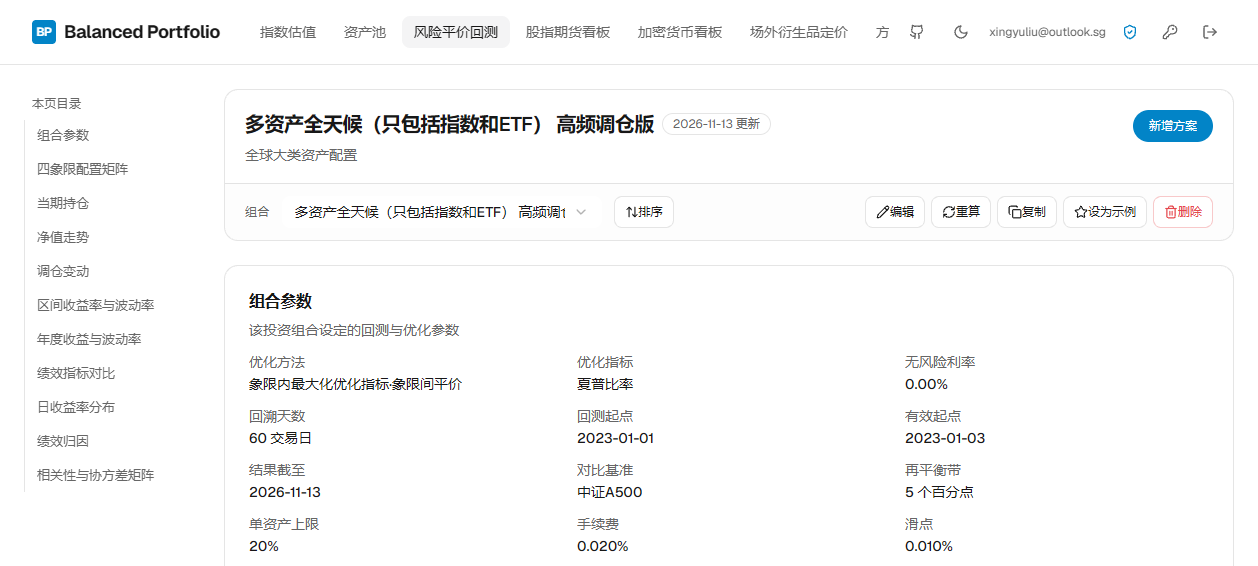 BP Balanced Portfolio 指数估值 资产池 风险平价回测 股指期货看板 加密货币看板 场外衍生品定价 方 xingyuliu@outlook.sg
本页目录
组合参数
四象限配置矩阵
当期持仓
净值走势
调仓变动
区间收益率与波动率
年度收益与波动率
绩效指标对比
日收益率分布
绩效归因
相关性与协方差矩阵
多资产全天候（只包括指数和ETF） 高频调仓版 2026-11-13 更新
新增方案
全球大类资产配置
组合 多资产全天候（只包括指数和ETF） 高频调 排序 编辑 重算 复制 设为示例 删除
组合参数
该投资组合设定的回测与优化参数
优化方法 优化指标 无风险利率
象限内最大化优化指标·象限间平价 夏普比率 0.00%
回溯天数 回测起点 有效起点
60 交易日 2023-01-01 2023-01-03
结果截至 对比基准 再平衡带
2026-11-13 中证A500 5 个百分点
单资产上限 手续费 滑点
20% 0.020% 0.010%